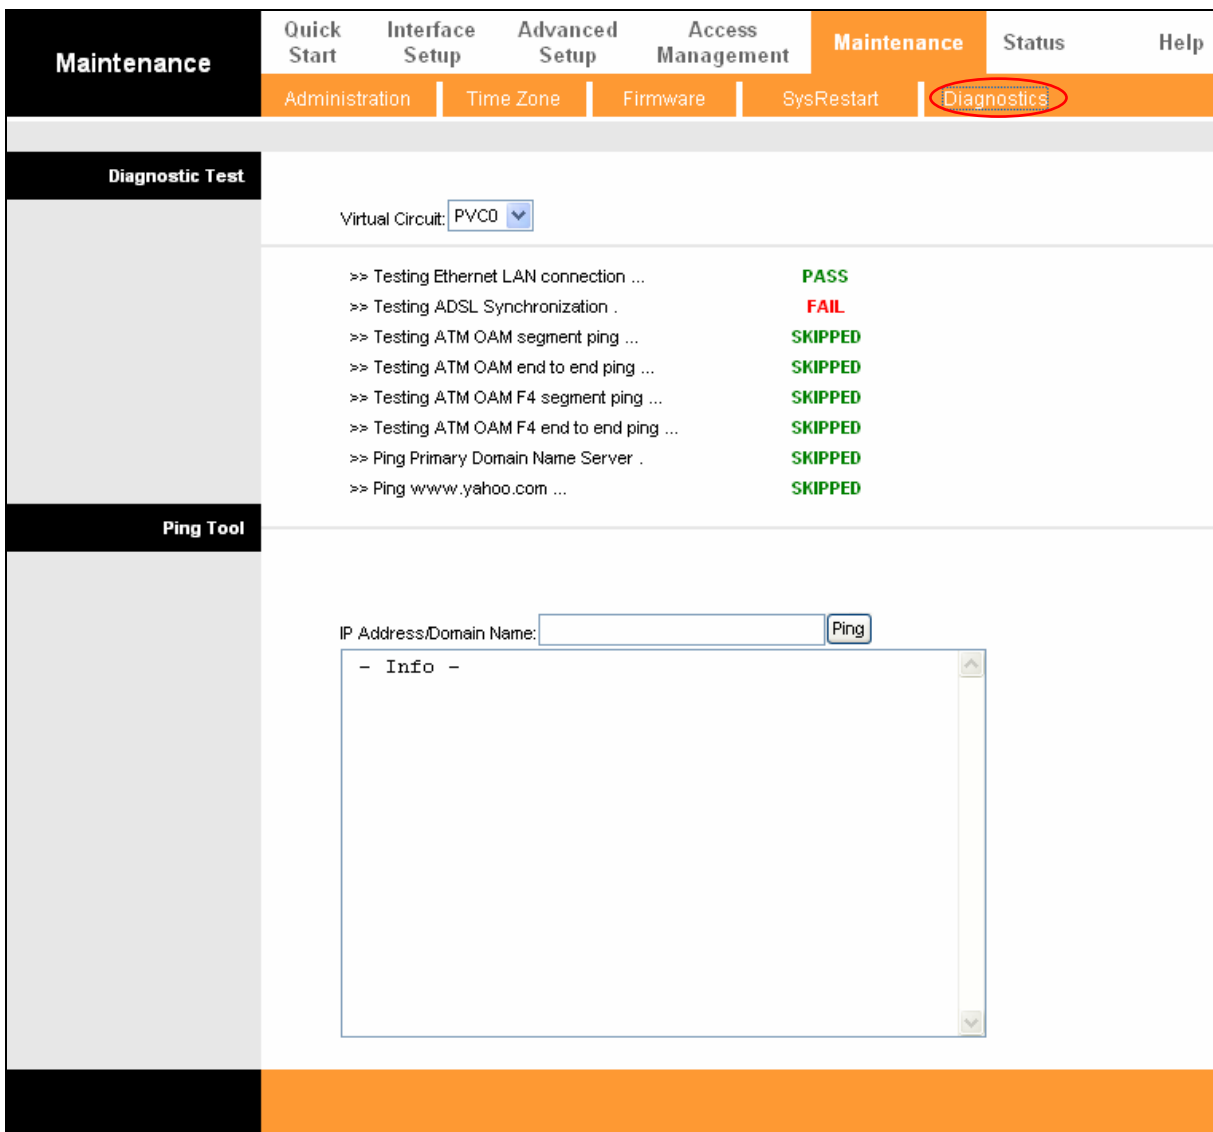 Maintenance
Quick Start
Interface Setup
Advanced Setup
Access Management
Maintenance
Status
Help
Administration
Time Zone
Firmware
SysRestart
Diagnostics
Diagnostic Test
Virtual Circuit: PVC0
>> Testing Ethernet LAN connection ... PASS
>> Testing ADSL Synchronization . FAIL
>> Testing ATM OAM segment ping ... SKIPPED
>> Testing ATM OAM end to end ping ... SKIPPED
>> Testing ATM OAM F4 segment ping ... SKIPPED
>> Testing ATM OAM F4 end to end ping ... SKIPPED
>> Ping Primary Domain Name Server . SKIPPED
>> Ping www.yahoo.com ... SKIPPED
Ping Tool
IP Address/Domain Name: Ping
- Info -